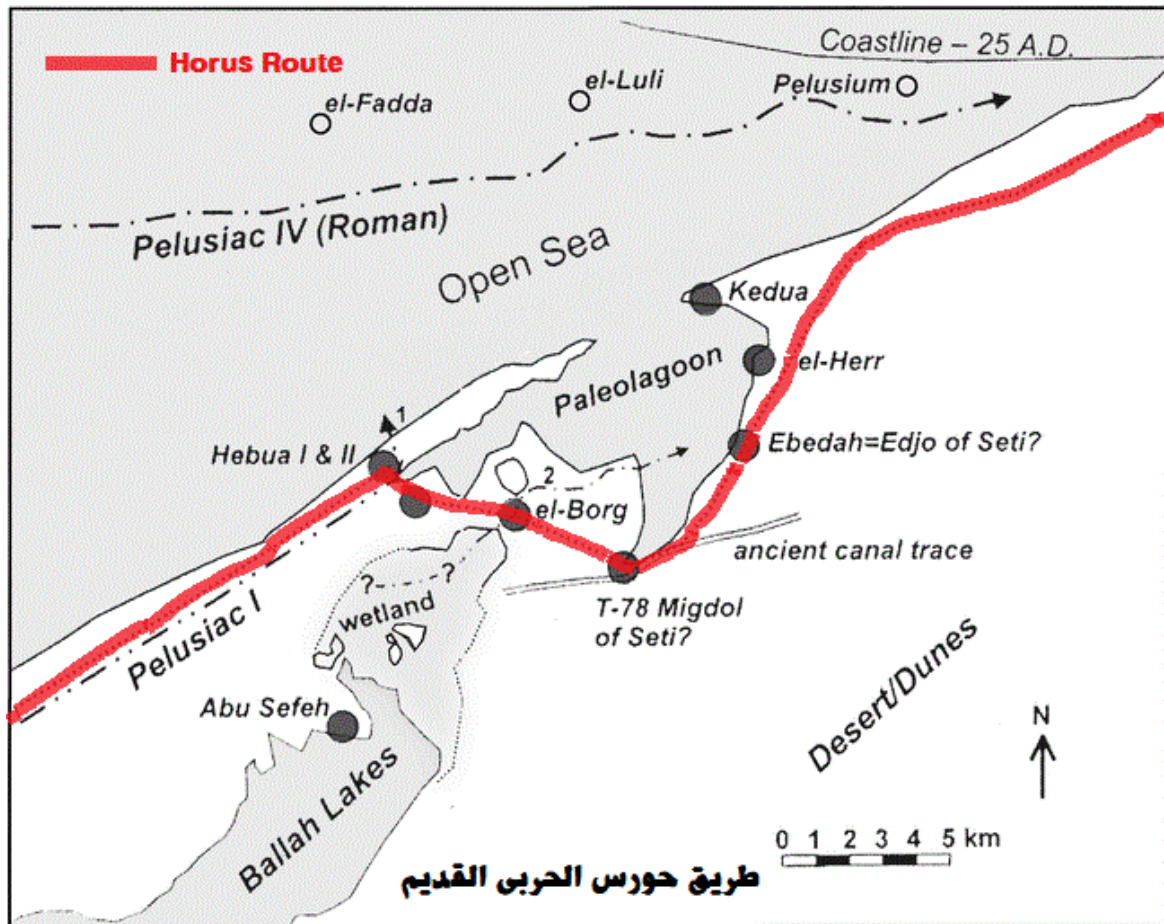 Coastline – 25 A.D.
Horus Route
el-Fadda
el-Luli
Pelusium
Pelusiac IV (Roman)
Open Sea
Kedua
Paleolagoon
el-Herr
1
Hebua I & II
Ebedah=Edjo of Seti?
2
el-Borg
ancient canal trace
? ?
wetland
T-78 Migdol
of Seti?
Pelusiac I
Abu Sefeh
Desert/Dunes
N
Ballah Lakes
0 1 2 3 4 5 km
طريق حورس الحربى القديم